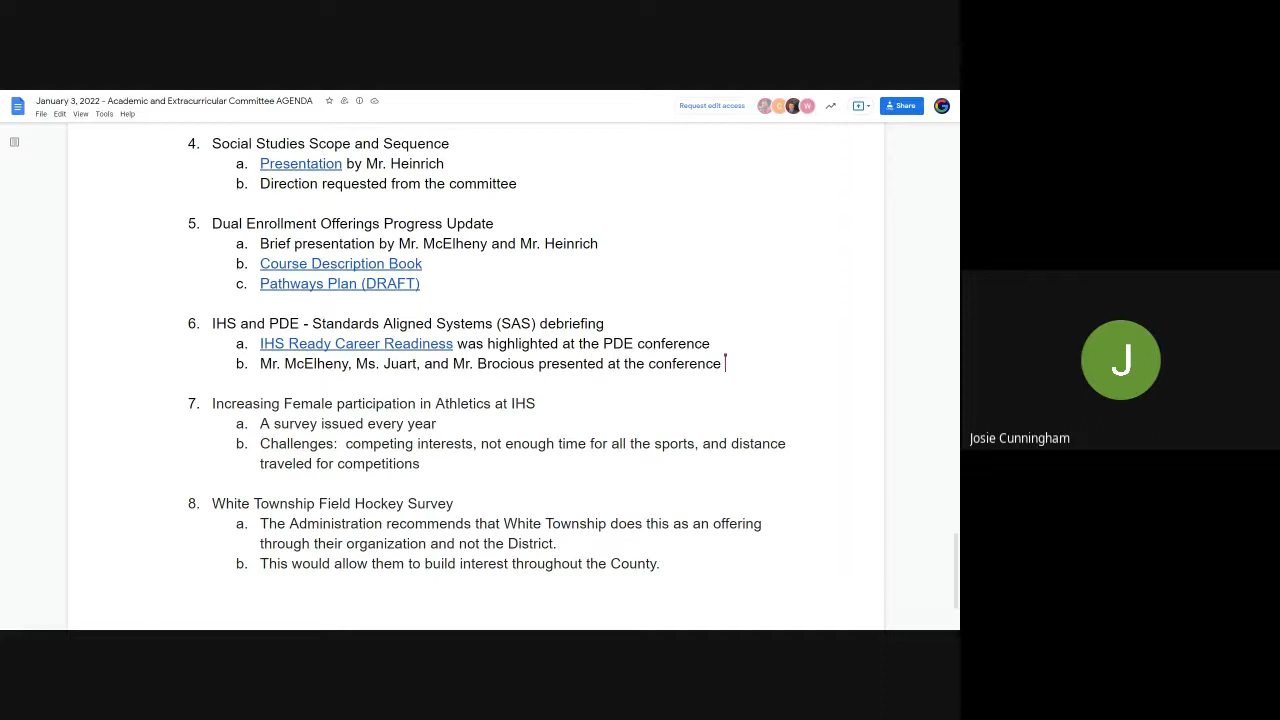 January 3, 2022 - Academic and Extracurricular Committee AGENDA
File Edit View Tools Help
Request edit access
C
W
Share
4. Social Studies Scope and Sequence
a. Presentation by Mr. Heinrich
b. Direction requested from the committee
5. Dual Enrollment Offerings Progress Update
a. Brief presentation by Mr. McElheny and Mr. Heinrich
b. Course Description Book
c. Pathways Plan (DRAFT)
6. IHS and PDE - Standards Aligned Systems (SAS) debriefing
a. IHS Ready Career Readiness was highlighted at the PDE conference
b. Mr. McElheny, Ms. Juart, and Mr. Brocious presented at the conference
7. Increasing Female participation in Athletics at IHS
a. A survey issued every year
b. Challenges:  competing interests, not enough time for all the sports, and distance
traveled for competitions
8. White Township Field Hockey Survey
a. The Administration recommends that White Township does this as an offering
through their organization and not the District.
b. This would allow them to build interest throughout the County.
J
Josie Cunningham